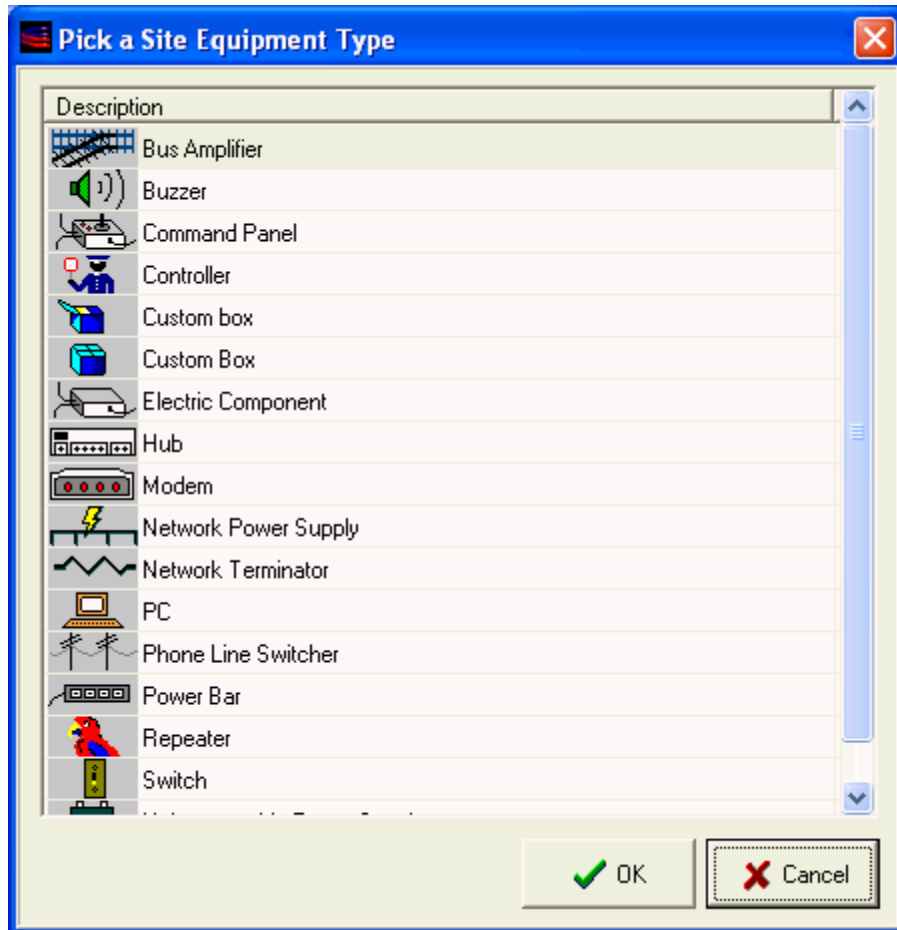 Pick a Site Equipment Type
Description
Bus Amplifier
Buzzer
Command Panel
Controller
Custom box
Custom Box
Electric Component
Hub
Modem
Network Power Supply
Network Terminator
PC
Phone Line Switcher
Power Bar
Repeater
Switch
OK
Cancel